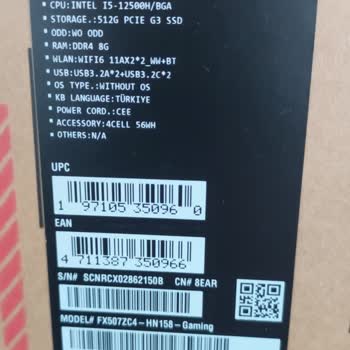 • CPU:INTEL I5-12500H/BGA
• STORAGE.:512G PCIE G3 SSD
• ODD:WO ODD
• RAM:DDR4 8G
• WLAN:WIFI6 11AX2*2_WW+BT
• USB:USB3.2A*2+USB3.2C*2
• OS TYPE.:WITHOUT OS
• KB LANGUAGE:TÜRKIYE
• POWER CORD.:CEE
• ACCESSORY:4CELL 56WH
• OTHERS:N/A
UPC
1 97105 35096 0
EAN
4 711387 350966
S/N# SCNRCX02862150B CN# 8EAR
MODEL# FX507ZC4-HN158-Gaming